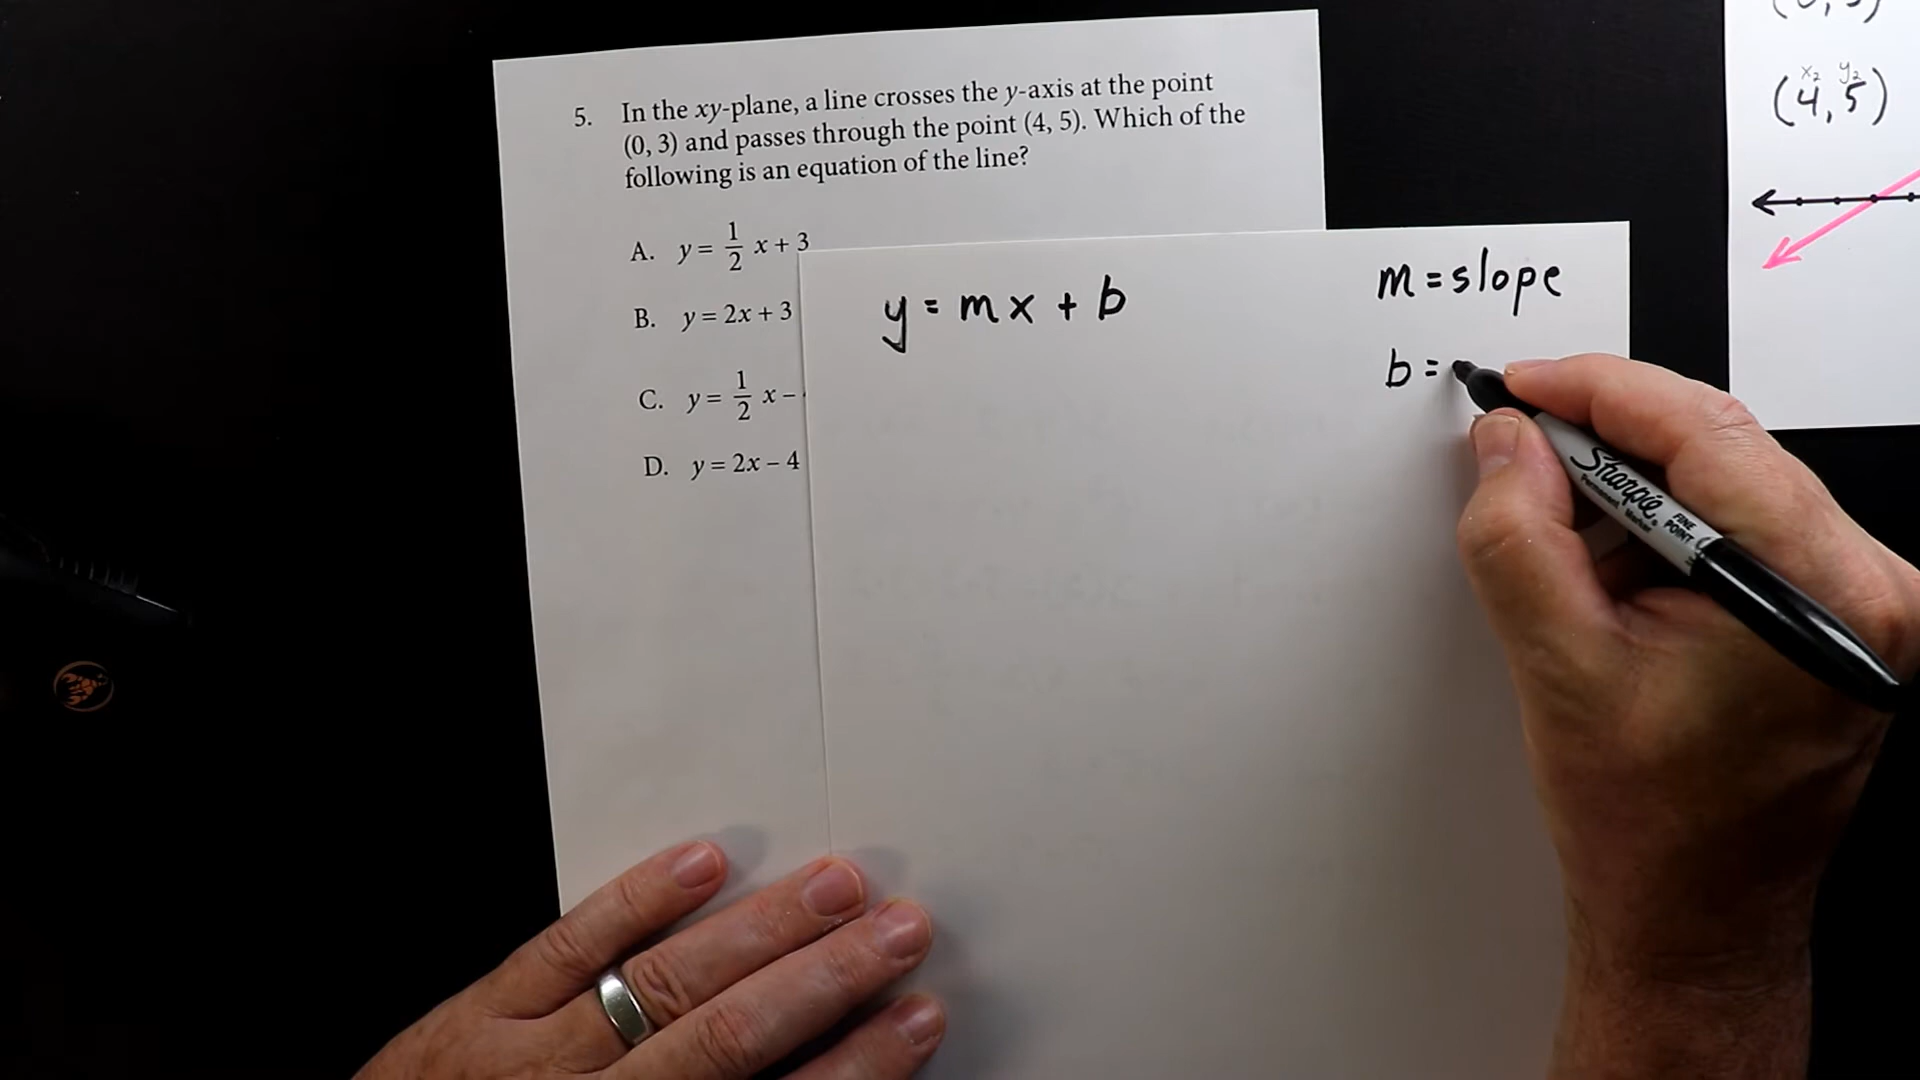 5. In the xy-plane, a line crosses the y-axis at the point
(0, 3) and passes through the point (4, 5). Which of the
following is an equation of the line?
A. y = 1/2 x + 3
B. y = 2x + 3
C. y = 1/2 x –
D. y = 2x – 4
y = mx + b
m = slope
b =
x₂ y₂
(4, 5)
Sharpie.
FINE
POINT
Permanent Marker